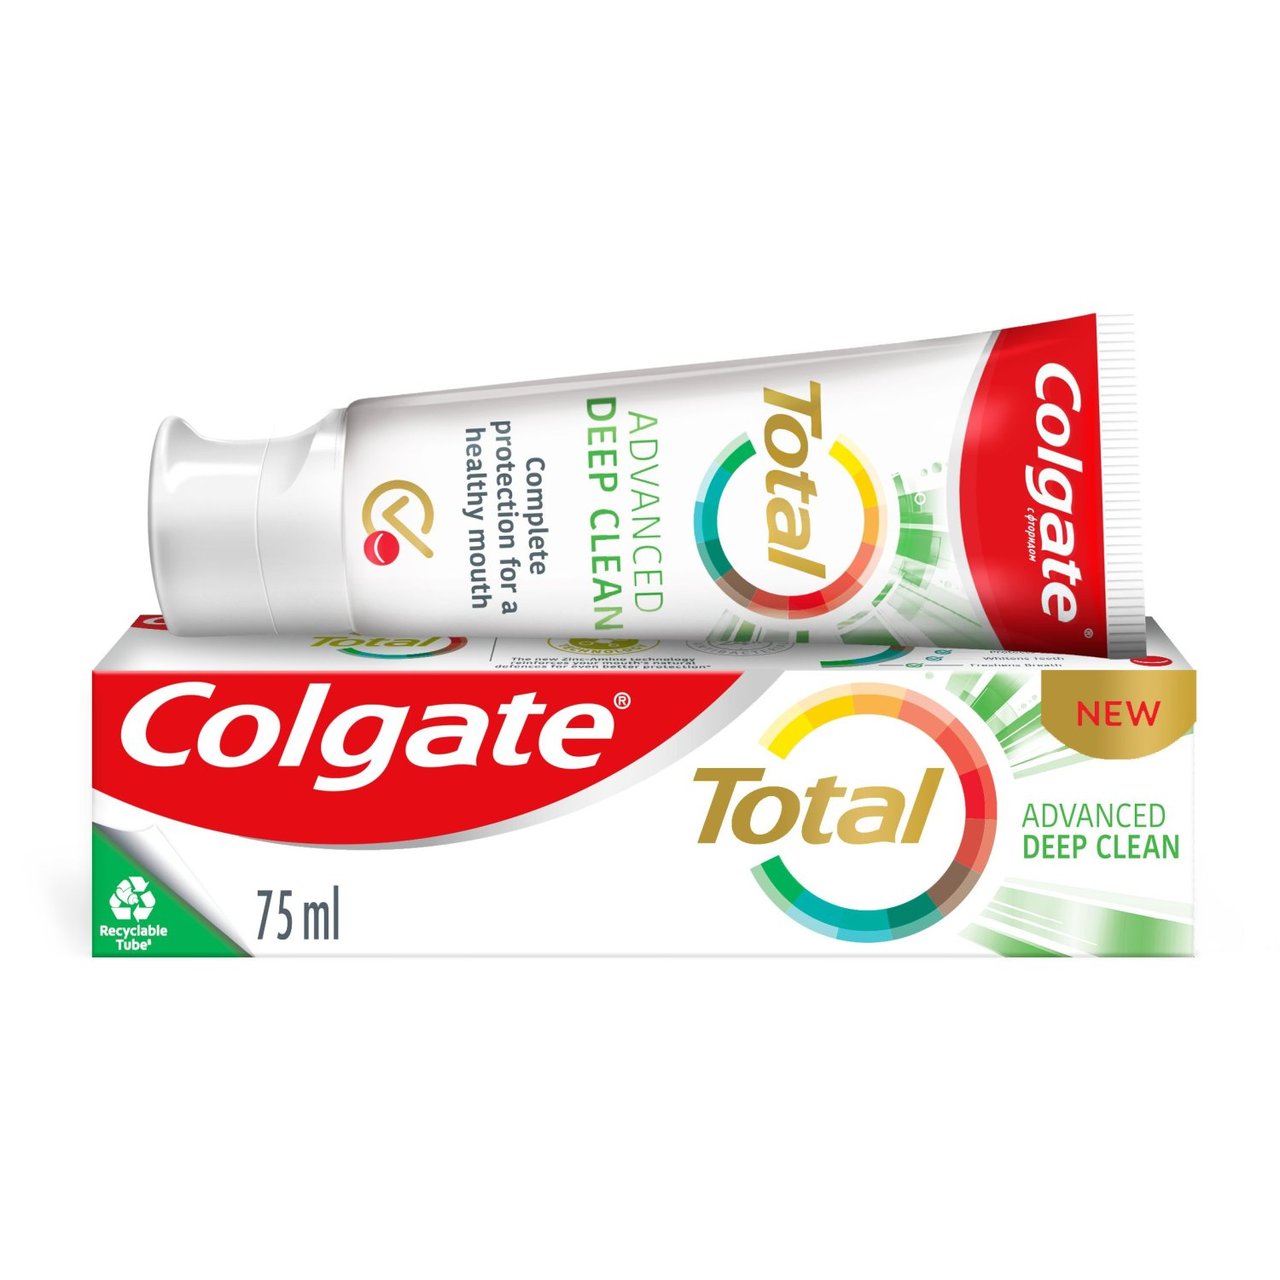 Colgate®
с фторидом
Total
ADVANCED
DEEP CLEAN
Complete
protection for a
healthy mouth
Total
The new Zinc-Amino technology
reinforces your mouth's natural
defences for even better protection*
Whitens Teeth
Freshens Breath
Colgate®
Total
NEW
ADVANCED
DEEP CLEAN
75 ml
Recyclable
Tube